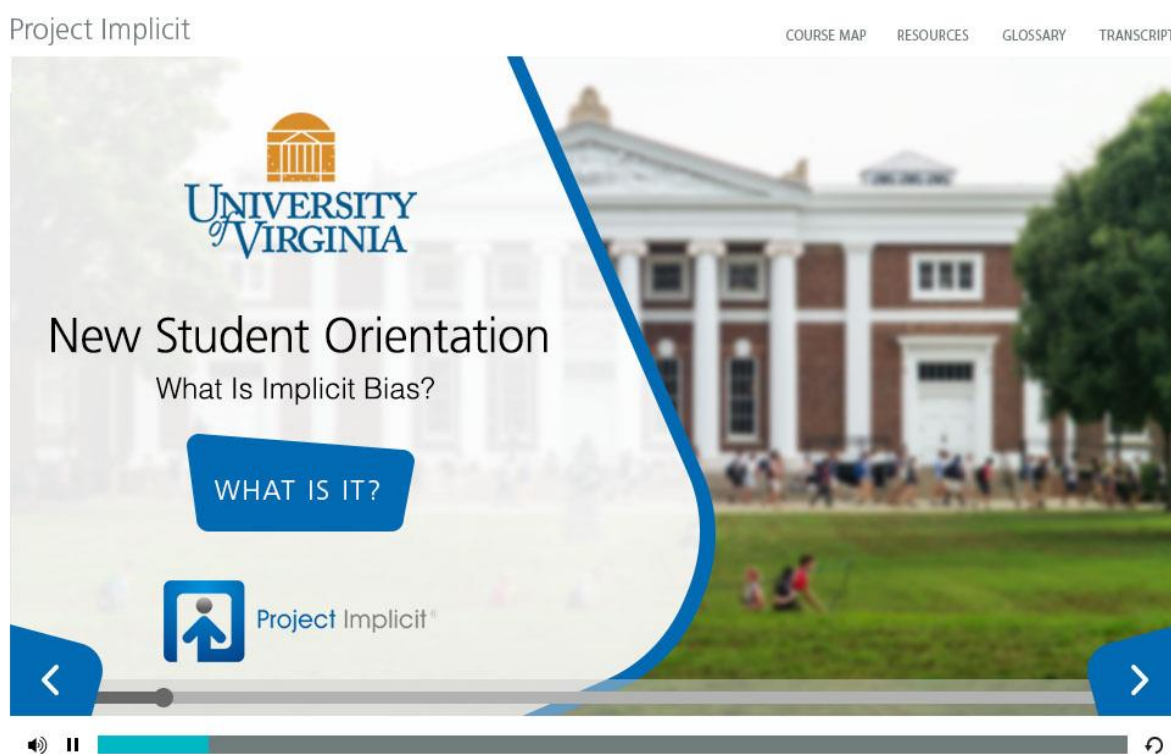 Project Implicit
COURSE MAP RESOURCES GLOSSARY TRANSCRIPT
UNIVERSITY
of VIRGINIA
New Student Orientation
What Is Implicit Bias?
WHAT IS IT?
Project Implicit®